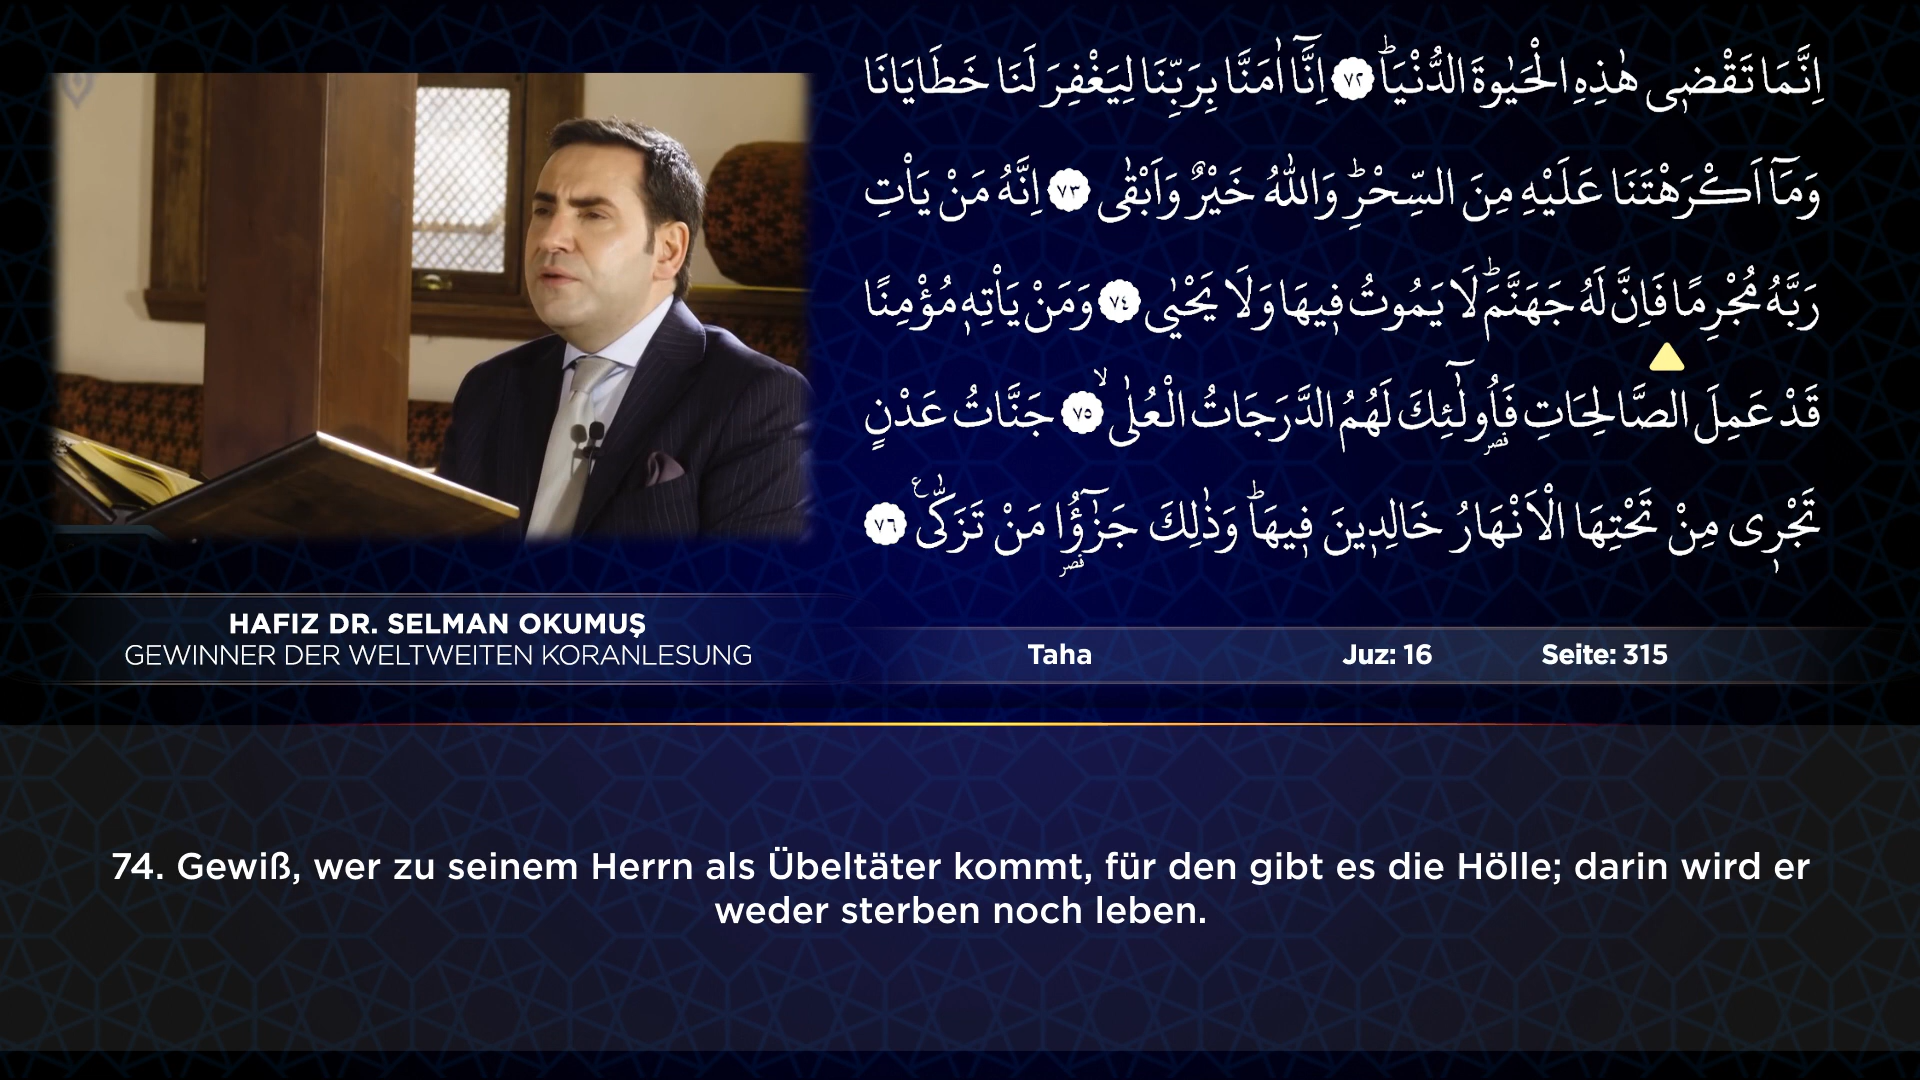 اِنَّمَا تَقْضٖي هٰذِهِ الْحَيٰوةَ الدُّنْيَاؕ ﴿٧٢﴾ اِنَّٓا اٰمَنَّا بِرَبِّنَا لِيَغْفِرَ لَنَا خَطَايَانَا
وَمَٓا اَكْرَهْتَنَا عَلَيْهِ مِنَ السِّحْرِؕ وَاللّٰهُ خَيْرٌ وَاَبْقٰى ﴿٧٣﴾ اِنَّهُ مَنْ يَاْتِ
رَبَّهُ مُجْرِمًا فَاِنَّ لَهُ جَهَنَّمَؕ لَا يَمُوتُ فٖيهَا وَلَا يَحْيٰى ﴿٧٤﴾ وَمَنْ يَاْتِهٖ مُؤْمِنًا
قَدْ عَمِلَ الصَّالِحَاتِ فَاُو۬لٰٓئِكَ لَهُمُ الدَّرَجَاتُ الْعُلٰىۙ ﴿٧٥﴾ جَنَّاتُ عَدْنٍ
تَجْرٖي مِنْ تَحْتِهَا الْاَنْهَارُ خَالِدٖينَ فٖيهَاؕ وَذٰلِكَ جَزٰٓؤُ۬ا مَنْ تَزَكّٰىࣖ ﴿٧٦﴾
HAFIZ DR. SELMAN OKUMUŞ
GEWINNER DER WELTWEITEN KORANLESUNG
Taha Juz: 16 Seite: 315
74. Gewiß, wer zu seinem Herrn als Übeltäter kommt, für den gibt es die Hölle; darin wird er
weder sterben noch leben.